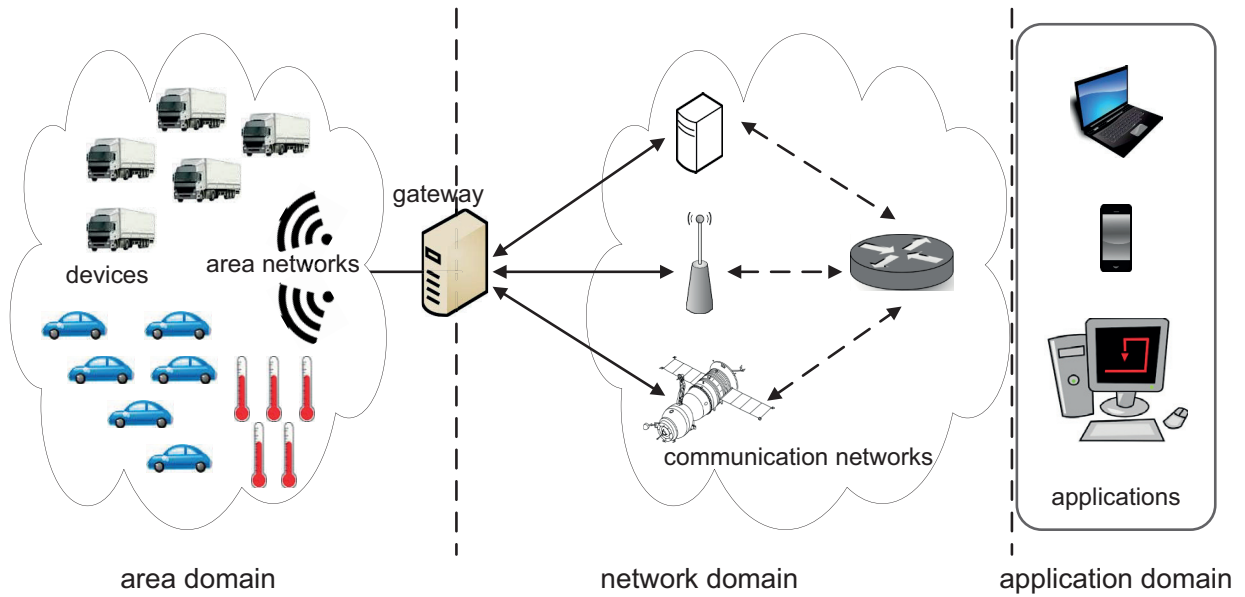 gateway
area networks
devices
communication networks
applications
area domain
network domain
application domain